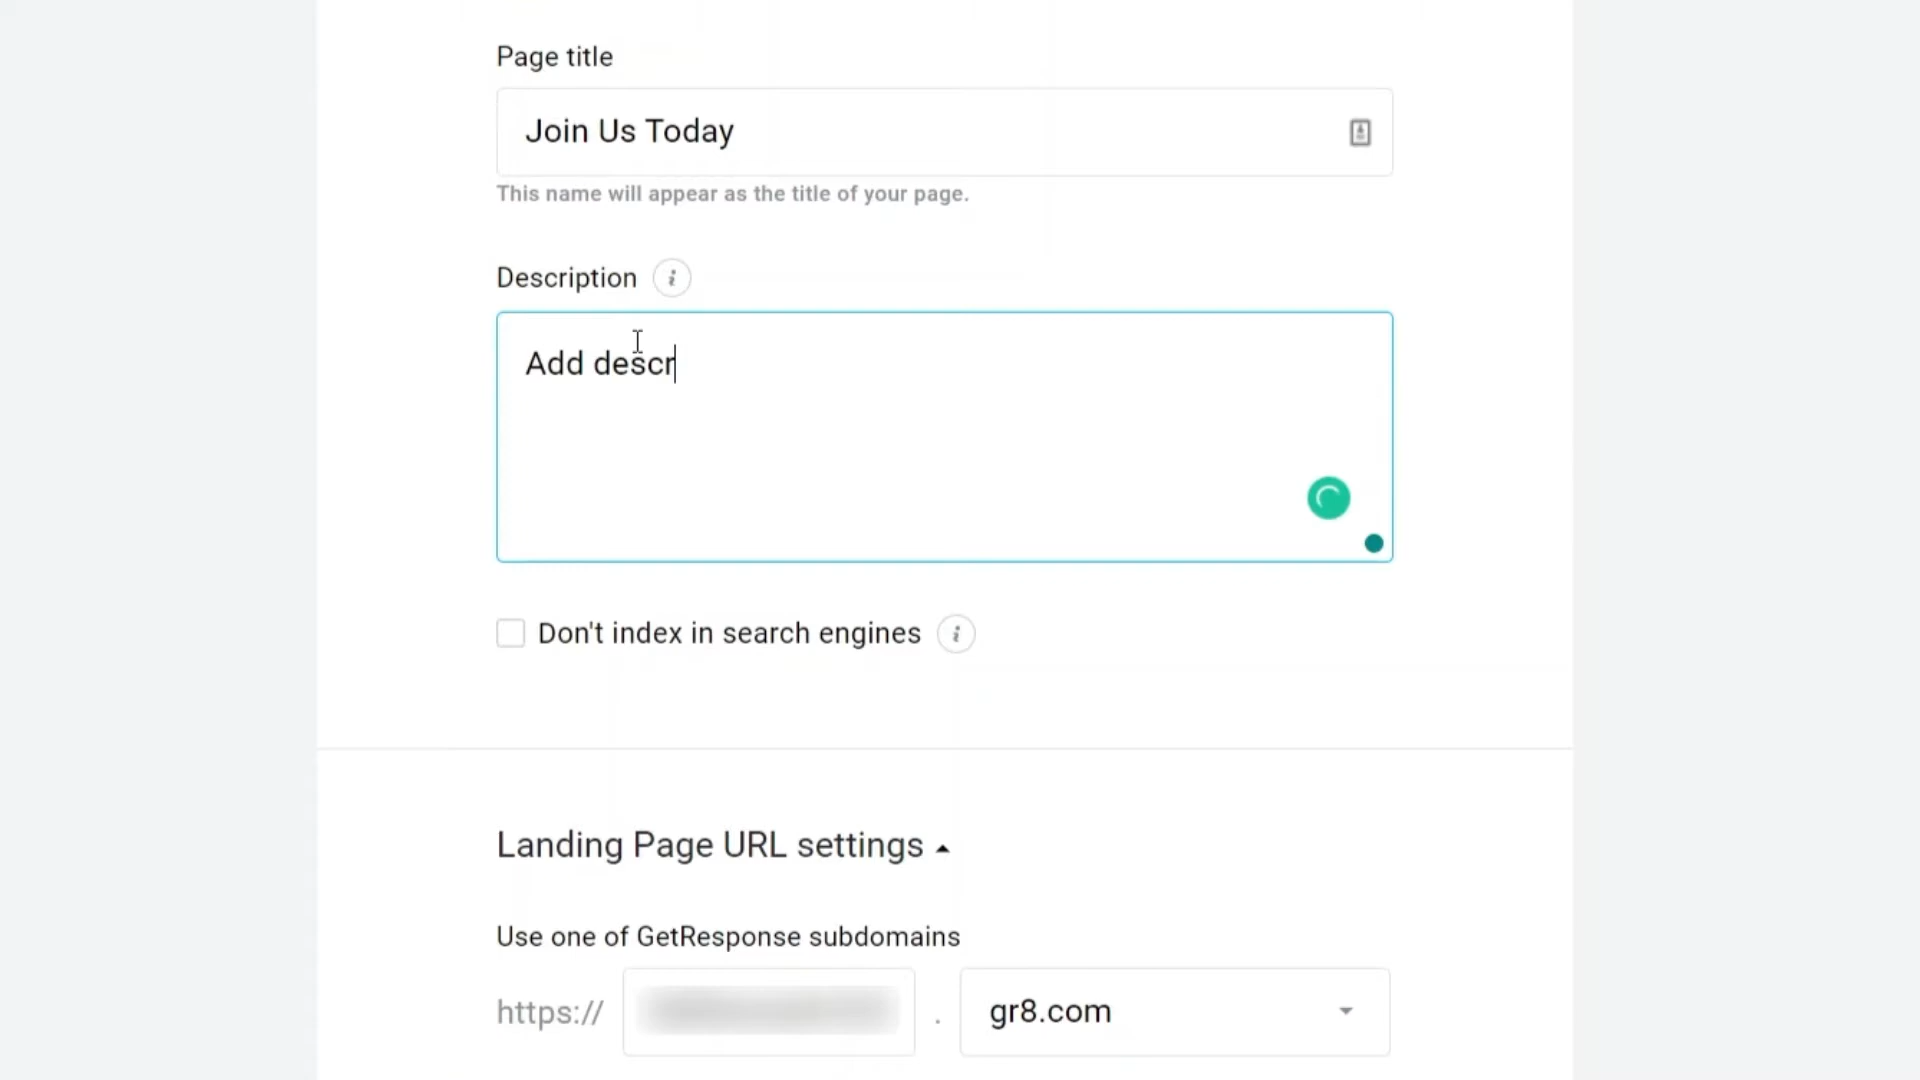 Page title
Join Us Today
This name will appear as the title of your page.
Description i
Add descr
Don't index in search engines i
Landing Page URL settings
Use one of GetResponse subdomains
https:// . gr8.com